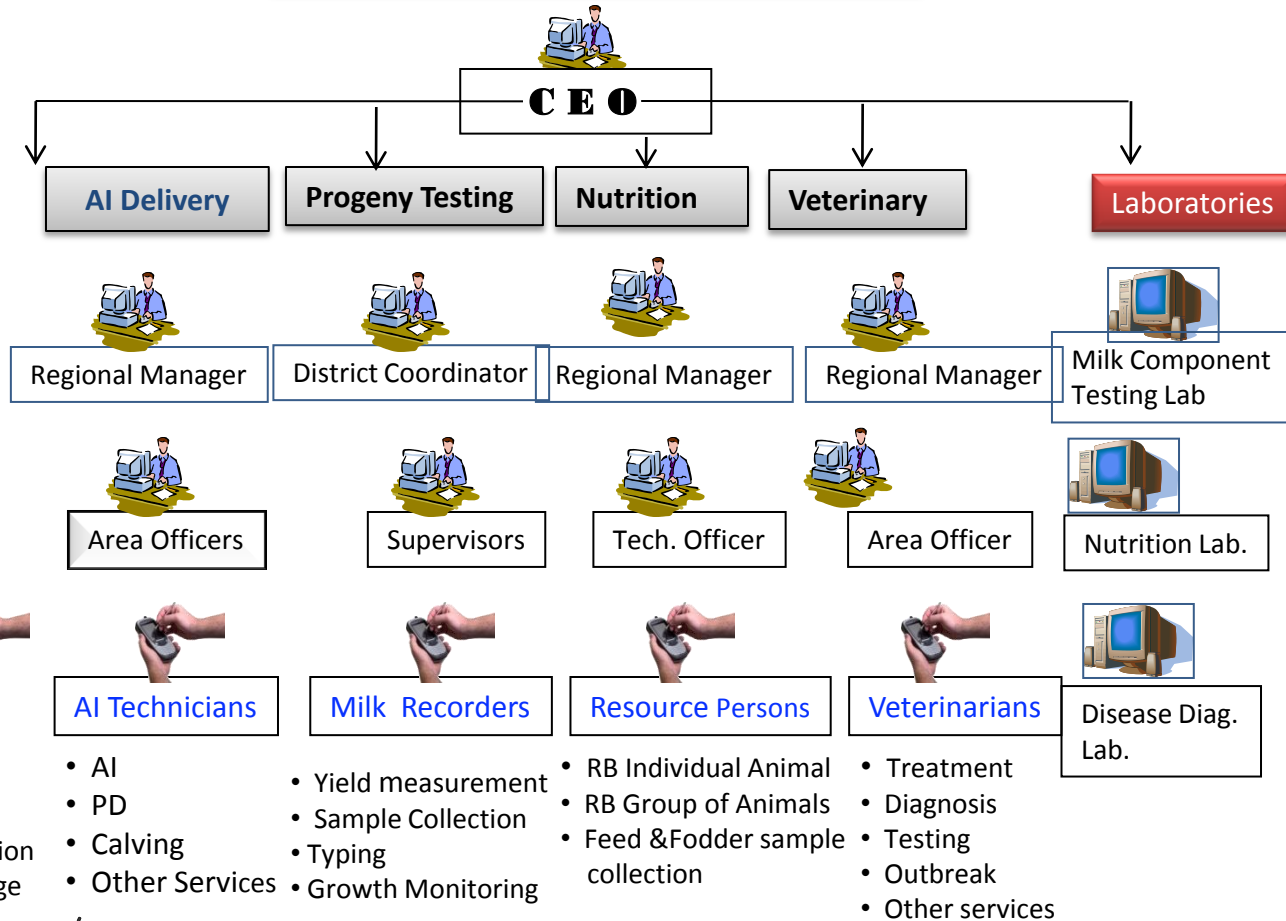 C E O
AI Delivery
Progeny Testing
Nutrition
Veterinary
Laboratories
Regional Manager
District Coordinator
Regional Manager
Regional Manager
Milk Component
Testing Lab
Area Officers
Supervisors
Tech. Officer
Area Officer
Nutrition Lab.
AI Technicians
Milk Recorders
Resource Persons
Veterinarians
Disease Diag.
Lab.
• AI
• PD
• Calving
• Other Services
• Yield measurement
• Sample Collection
• Typing
• Growth Monitoring
• RB Individual Animal
• RB Group of Animals
• Feed &Fodder sample
collection
• Treatment
• Diagnosis
• Testing
• Outbreak
• Other services